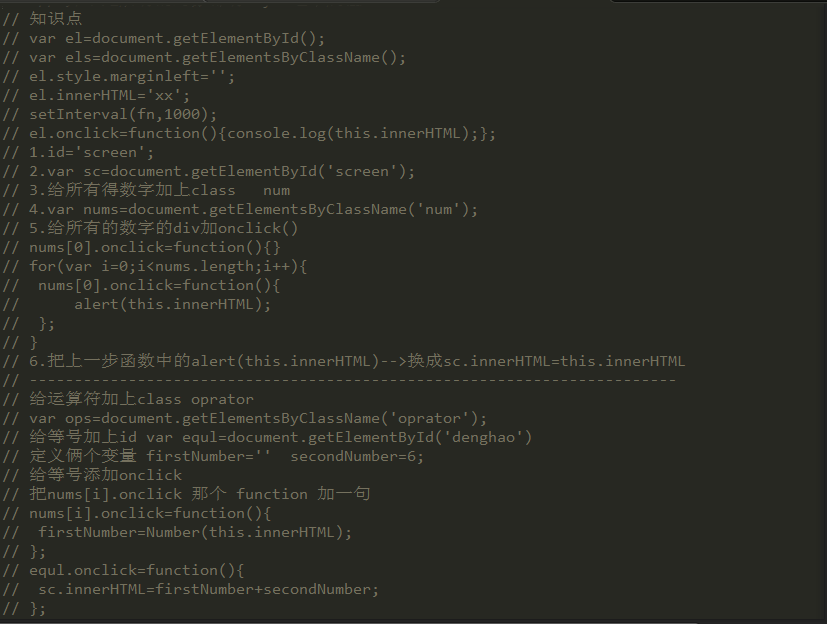 // 知识点
// var el=document.getElementById();
// var els=document.getElementsByClassName();
// el.style.marginleft='';
// el.innerHTML='xx';
// setInterval(fn,1000);
// el.onclick=function(){console.log(this.innerHTML);};
// 1.id='screen';
// 2.var sc=document.getElementById('screen');
// 3.给所有得数字加上class   num
// 4.var nums=document.getElementsByClassName('num');
// 5.给所有的数字的div加onclick()
// nums[0].onclick=function(){}
// for(var i=0;i<nums.length;i++){
//  nums[0].onclick=function(){
//      alert(this.innerHTML);
//  };
// }
// 6.把上一步函数中的alert(this.innerHTML)-->换成sc.innerHTML=this.innerHTML
// ------------------------------------------------------------------------
// 给运算符加上class oprator
// var ops=document.getElementsByClassName('oprator');
// 给等号加上id var equl=document.getElementById('denghao')
// 定义俩个变量 firstNumber=''  secondNumber=6;
// 给等号添加onclick
// 把nums[i].onclick 那个 function 加一句
// nums[i].onclick=function(){
//  firstNumber=Number(this.innerHTML);
// };
// equl.onclick=function(){
//  sc.innerHTML=firstNumber+secondNumber;
// };